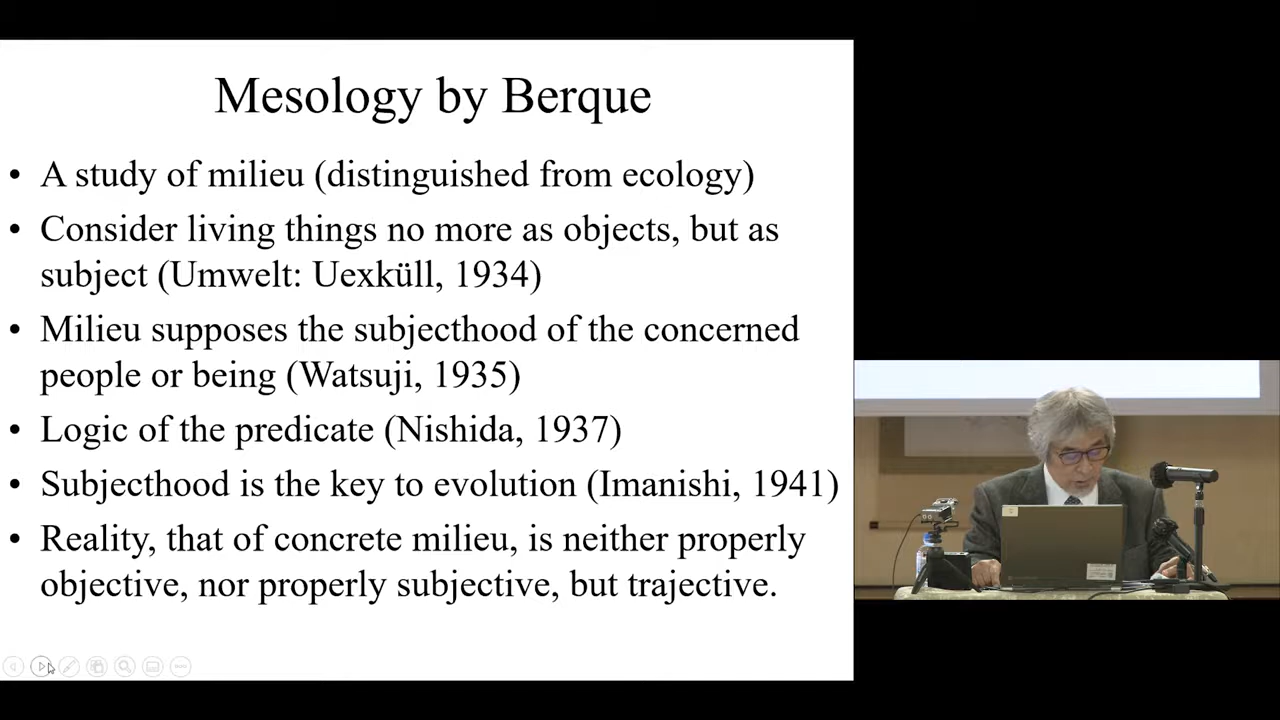 Mesology by Berque
• A study of milieu (distinguished from ecology)
• Consider living things no more as objects, but as
subject (Umwelt: Uexküll, 1934)
• Milieu supposes the subjecthood of the concerned
people or being (Watsuji, 1935)
• Logic of the predicate (Nishida, 1937)
• Subjecthood is the key to evolution (Imanishi, 1941)
• Reality, that of concrete milieu, is neither properly
objective, nor properly subjective, but trajective.